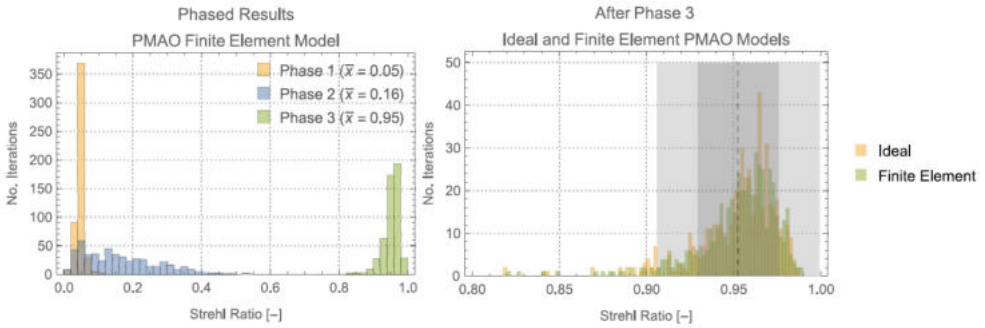 Phased Results
PMAO Finite Element Model
Phase 1 (x̅ = 0.05)
Phase 2 (x̅ = 0.16)
Phase 3 (x̅ = 0.95)
No. Iterations
350
300
250
200
150
100
50
0
0.0 0.2 0.4 0.6 0.8 1.0
Strehl Ratio [–]
After Phase 3
Ideal and Finite Element PMAO Models
No. Iterations
50
40
30
20
10
0
0.80 0.85 0.90 0.95 1.00
Strehl Ratio [–]
Ideal
Finite Element